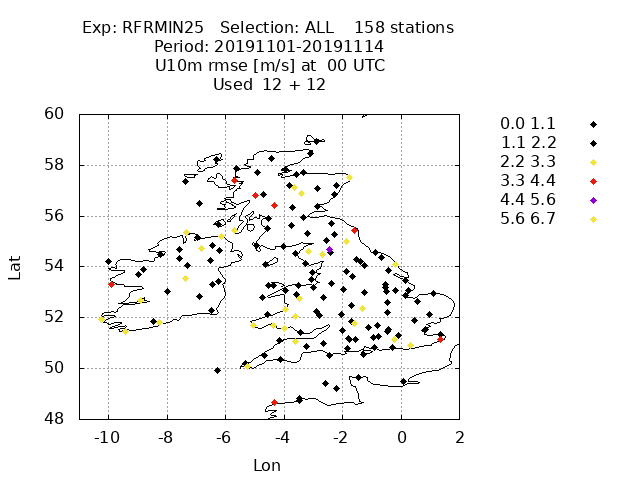 Exp: RFRMIN25 Selection: ALL 158 stations
Period: 20191101-20191114
U10m rmse [m/s] at 00 UTC
Used 12 + 12
60
58
56
54
52
50
48
Lat
-10 -8 -6 -4 -2 0 2
Lon
0.0 1.1
1.1 2.2
2.2 3.3
3.3 4.4
4.4 5.6
5.6 6.7